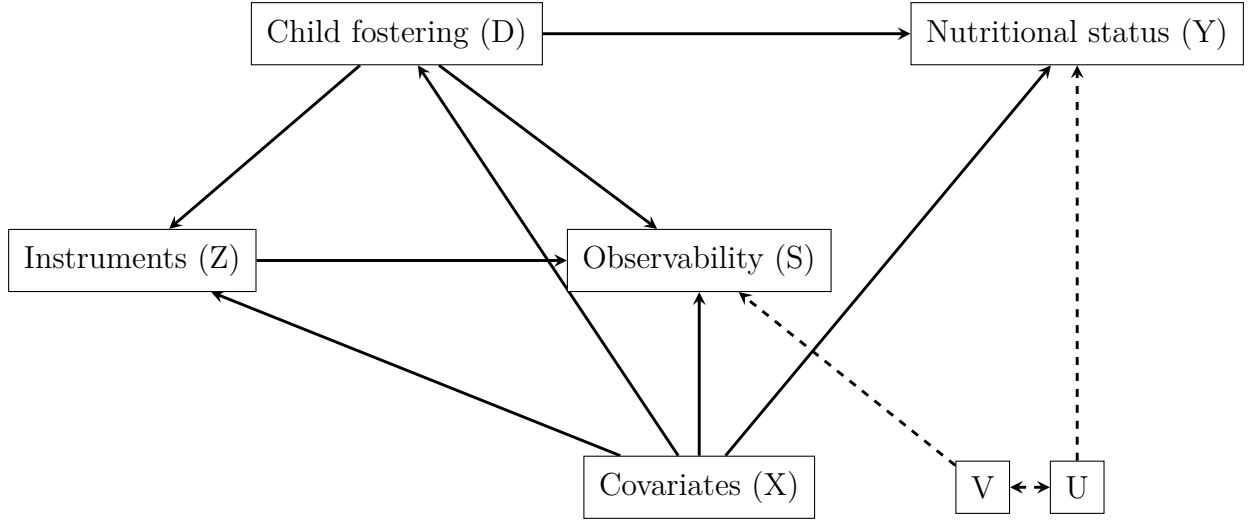 Child fostering (D)
Nutritional status (Y)
Instruments (Z)
Observability (S)
Covariates (X)
V
U